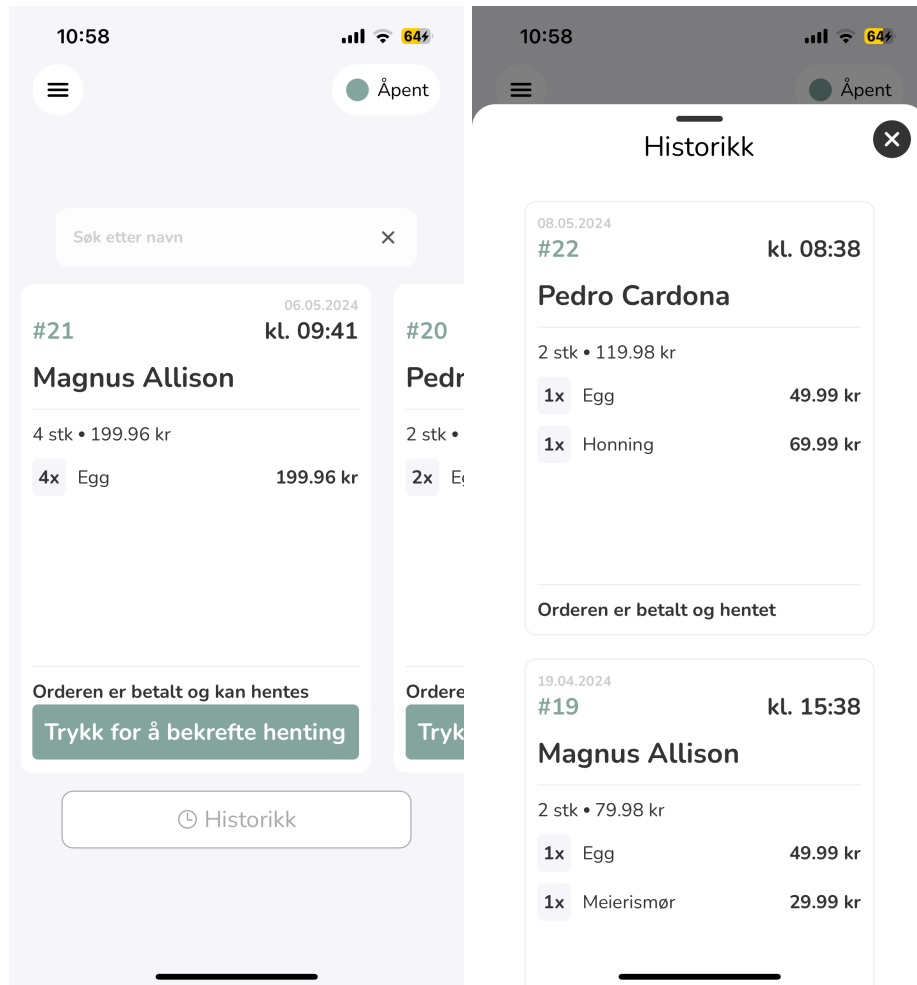 10:58
64
Åpent
Søk etter navn
06.05.2024
#21 kl. 09:41
Magnus Allison
4 stk • 199.96 kr
4x Egg 199.96 kr
Orderen er betalt og kan hentes
Trykk for å bekrefte henting
#20
Pedr
2 stk •
2x
Ordere
Tryk
Historikk
10:58
64
Åpent
Historikk
08.05.2024
#22 kl. 08:38
Pedro Cardona
2 stk • 119.98 kr
1x Egg 49.99 kr
1x Honning 69.99 kr
Orderen er betalt og hentet
19.04.2024
#19 kl. 15:38
Magnus Allison
2 stk • 79.98 kr
1x Egg 49.99 kr
1x Meierismør 29.99 kr